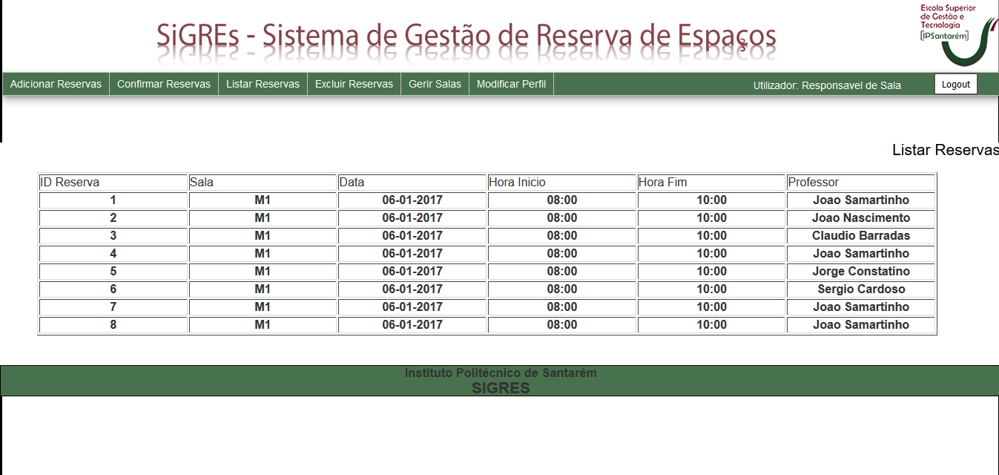 SiGREs - Sistema de Gestão de Reserva de Espaços
Escola Superior
de Gestão e
Tecnologia
[IPSantarém]
Adicionar Reservas Confirmar Reservas Listar Reservas Excluir Reservas Gerir Salas Modificar Perfil Utilizador: Responsavel de Sala Logout
Listar Reservas
ID Reserva Sala Data Hora Inicio Hora Fim Professor
1 M1 06-01-2017 08:00 10:00 Joao Samartinho
2 M1 06-01-2017 08:00 10:00 Joao Nascimento
3 M1 06-01-2017 08:00 10:00 Claudio Barradas
4 M1 06-01-2017 08:00 10:00 Joao Samartinho
5 M1 06-01-2017 08:00 10:00 Jorge Constatino
6 M1 06-01-2017 08:00 10:00 Sergio Cardoso
7 M1 06-01-2017 08:00 10:00 Joao Samartinho
8 M1 06-01-2017 08:00 10:00 Joao Samartinho
Instituto Politécnico de Santarém
SIGRES